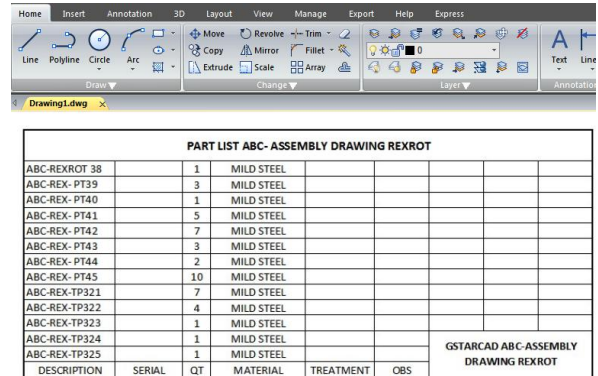 Home Insert Annotation 3D Layout View Manage Export Help Express
Move Revolve Trim
Copy Mirror Fillet 0
Line Polyline Circle Arc Extrude Scale Array Text Line
Draw Change Layer Annotation
Drawing1.dwg x
PART LIST ABC- ASSEMBLY DRAWING REXROT
ABC-REXROT 38 1 MILD STEEL
ABC-REX- PT39 3 MILD STEEL
ABC-REX- PT40 1 MILD STEEL
ABC-REX- PT41 5 MILD STEEL
ABC-REX- PT42 7 MILD STEEL
ABC-REX- PT43 3 MILD STEEL
ABC-REX- PT44 2 MILD STEEL
ABC-REX- PT45 10 MILD STEEL
ABC-REX-TP321 7 MILD STEEL
ABC-REX-TP322 4 MILD STEEL
ABC-REX-TP323 1 MILD STEEL
ABC-REX-TP324 1 MILD STEEL
ABC-REX-TP325 1 MILD STEEL
DESCRIPTION SERIAL QT MATERIAL TREATMENT OBS
GSTARCAD ABC-ASSEMBLY
DRAWING REXROT